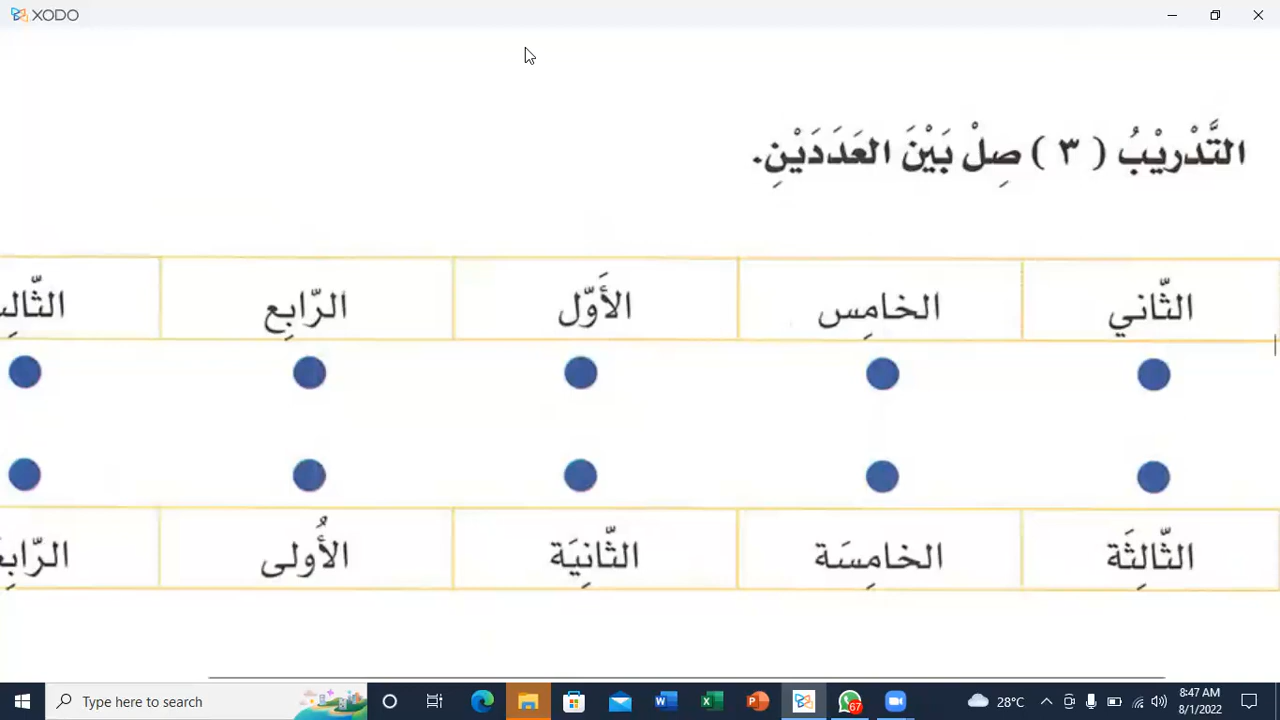 XODO
التَّدْرِيْبُ ( ٣ ) صِلْ بَيْنَ العَدَدَيْنِ.
الثّاني الخامِس الأَوّل الرّابِع
الثّالِثَة الخامِسَة الثّانِيَة الأُولى
Type here to search
67
28°C
8:47 AM
8/1/2022